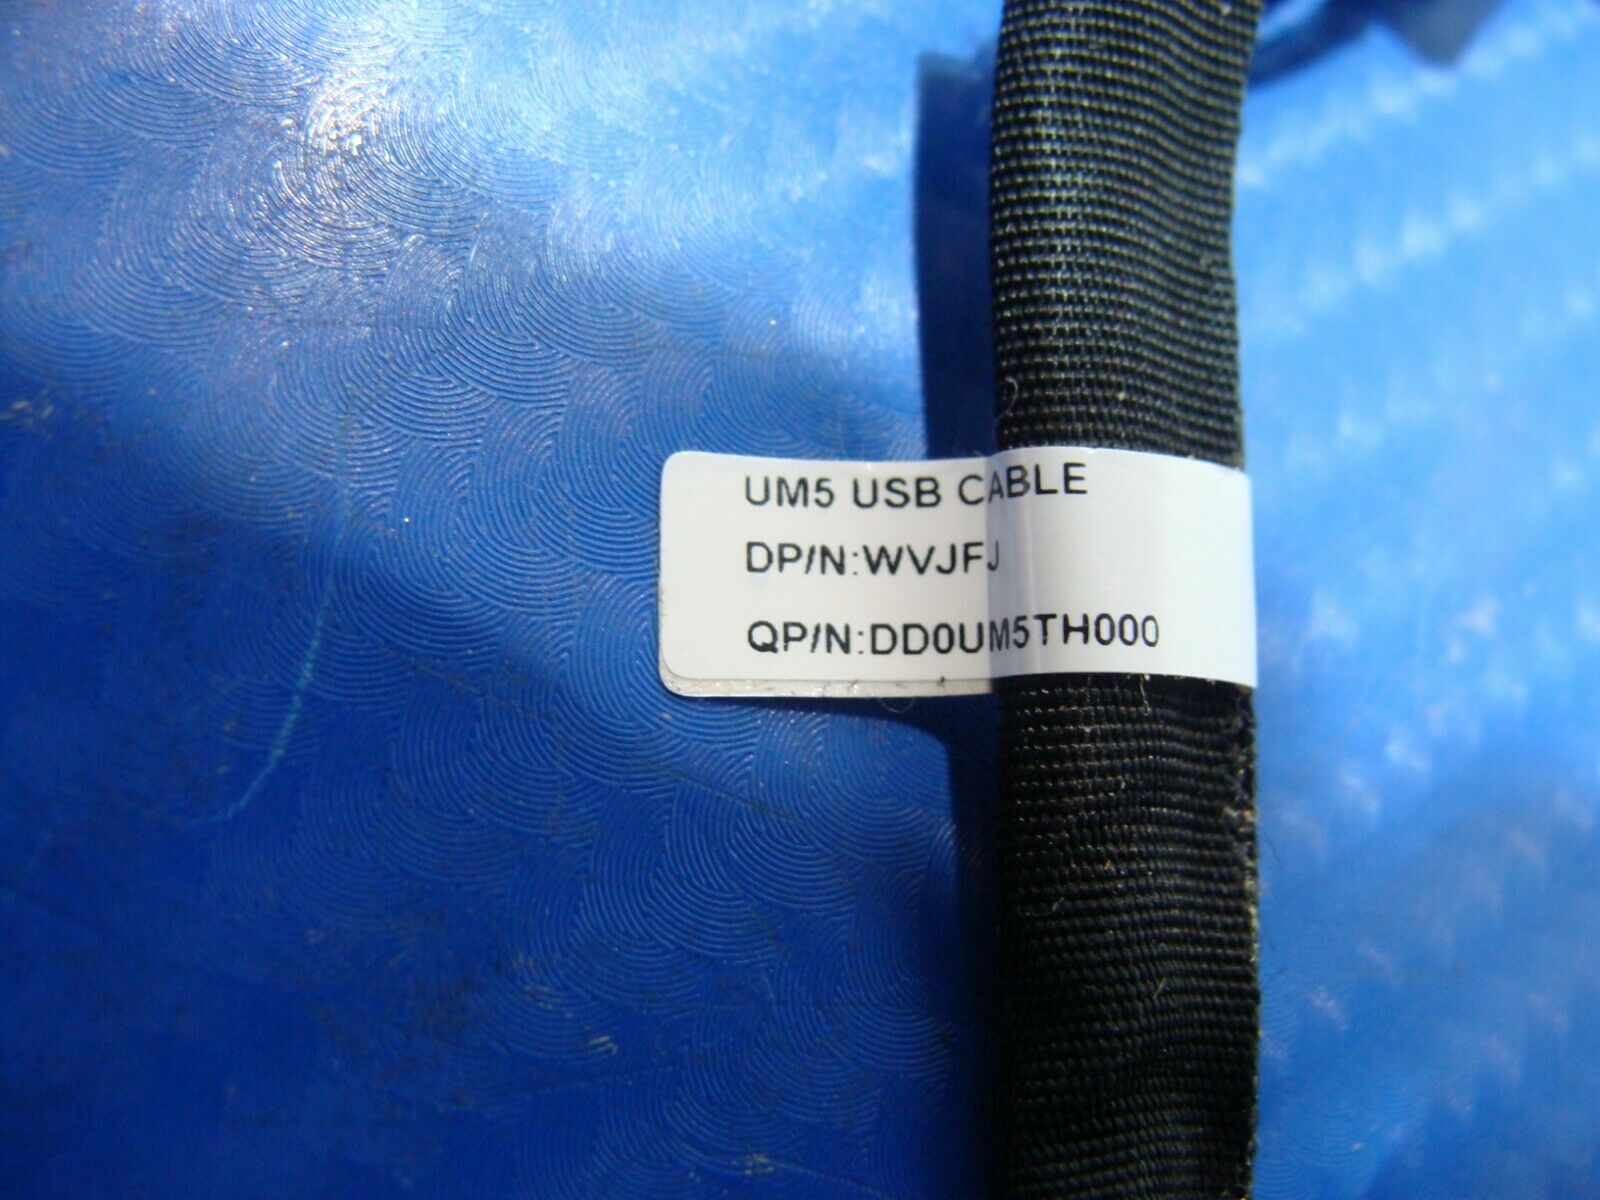 UM5 USB CABLE
DP/N:WVJFJ
QP/N:DD0UM5TH000